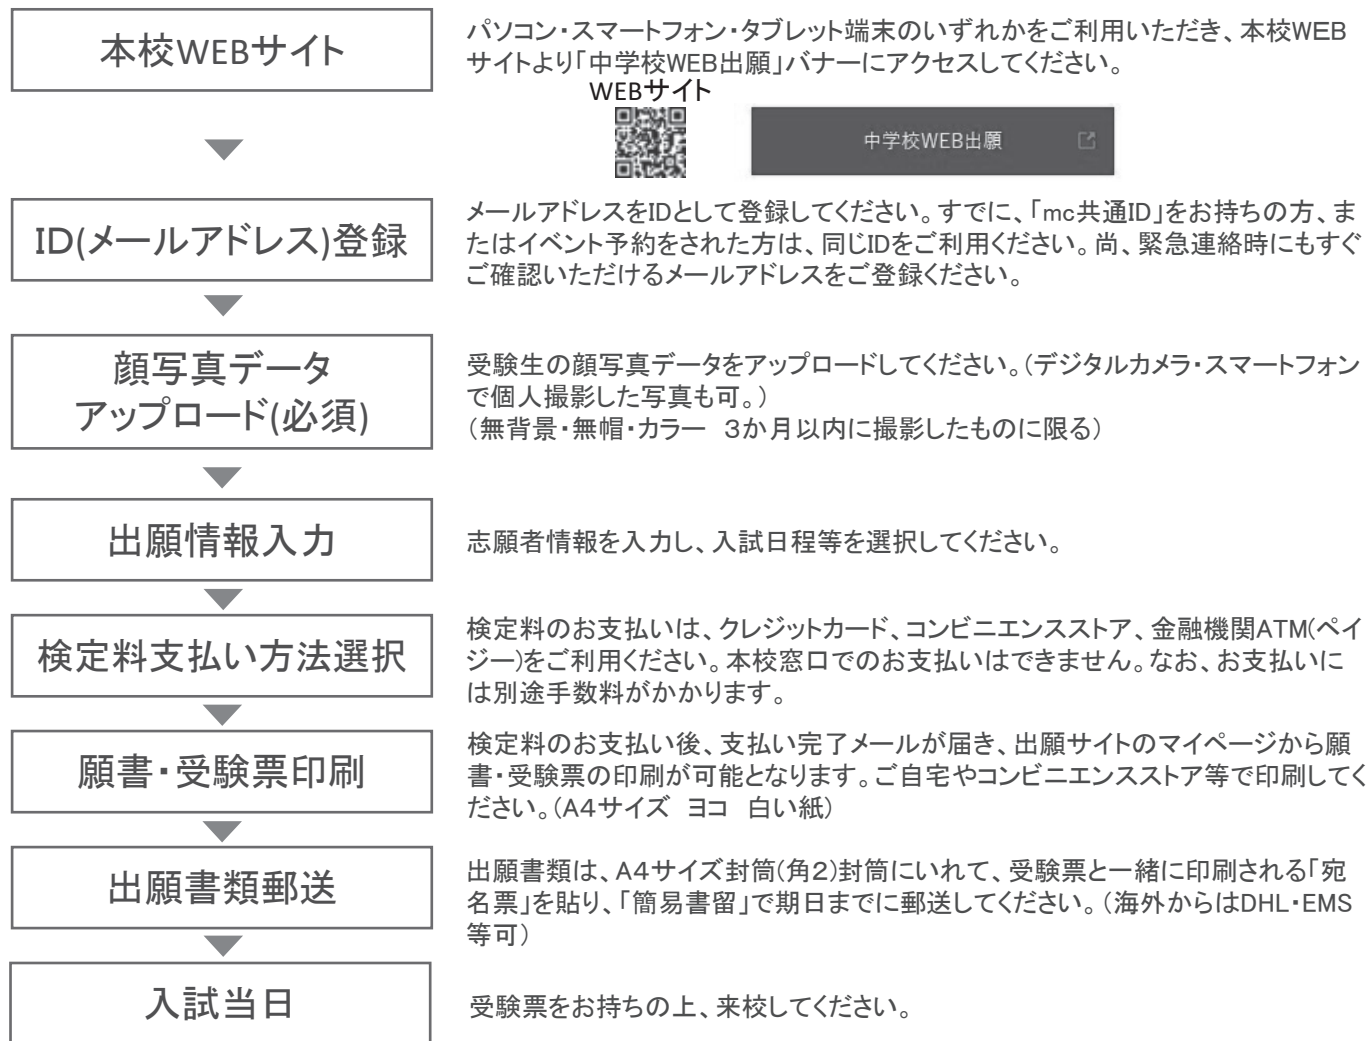 本校WEBサイト
パソコン・スマートフォン・タブレット端末のいずれかをご利用いただき、本校WEB
サイトより「中学校WEB出願」バナーにアクセスしてください。
WEBサイト
中学校WEB出願
ID(メールアドレス)登録
メールアドレスをIDとして登録してください。すでに、「mc共通ID」をお持ちの方、ま
たはイベント予約をされた方は、同じIDをご利用ください。尚、緊急連絡時にもすぐ
ご確認いただけるメールアドレスをご登録ください。
顔写真データ
アップロード(必須)
受験生の顔写真データをアップロードしてください。(デジタルカメラ・スマートフォン
で個人撮影した写真も可。)
(無背景・無帽・カラー　3か月以内に撮影したものに限る)
出願情報入力
志願者情報を入力し、入試日程等を選択してください。
検定料支払い方法選択
検定料のお支払いは、クレジットカード、コンビニエンスストア、金融機関ATM(ペイ
ジー)をご利用ください。本校窓口でのお支払いはできません。なお、お支払いに
は別途手数料がかかります。
願書・受験票印刷
検定料のお支払い後、支払い完了メールが届き、出願サイトのマイページから願
書・受験票の印刷が可能となります。ご自宅やコンビニエンスストア等で印刷してく
ださい。(A4サイズ　ヨコ　白い紙)
出願書類郵送
出願書類は、A4サイズ封筒(角2)封筒にいれて、受験票と一緒に印刷される「宛
名票」を貼り、「簡易書留」で期日までに郵送してください。(海外からはDHL・EMS
等可)
入試当日
受験票をお持ちの上、来校してください。